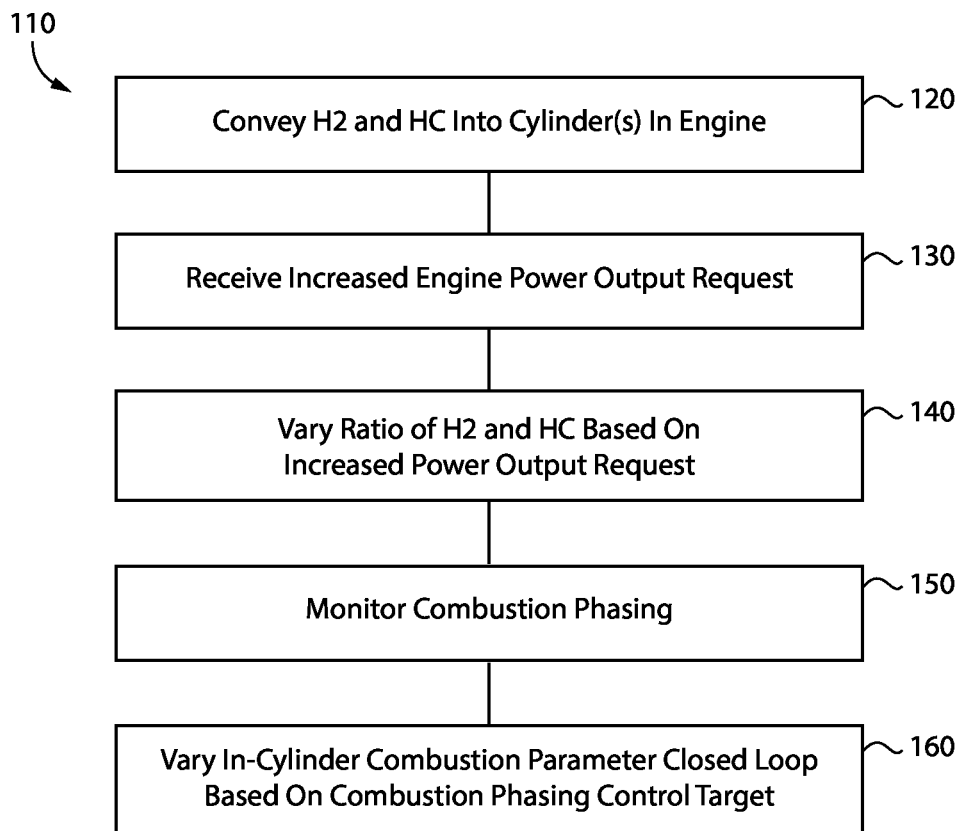 110
Convey H2 and HC Into Cylinder(s) In Engine
120
Receive Increased Engine Power Output Request
130
Vary Ratio of H2 and HC Based On
Increased Power Output Request
140
Monitor Combustion Phasing
150
Vary In-Cylinder Combustion Parameter Closed Loop
Based On Combustion Phasing Control Target
160